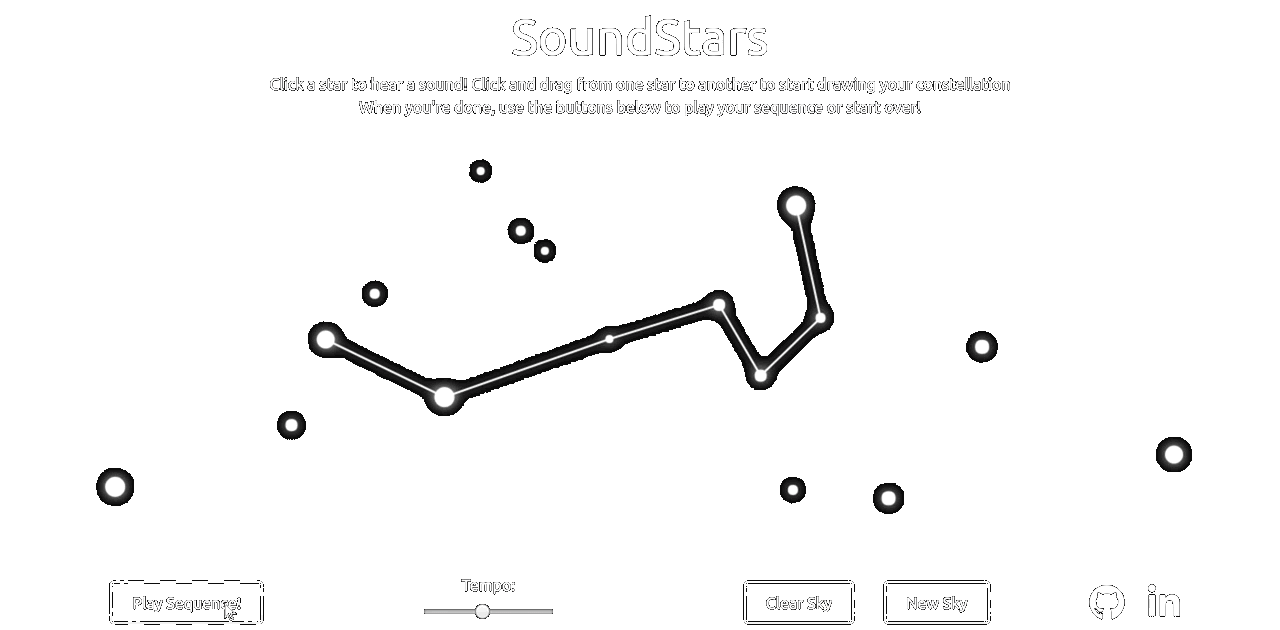 SoundStars
Click a star to hear a sound! Click and drag from one star to another to start drawing your constellation
When you're done, use the buttons below to play your sequence or start over!
Tempo:
Play Sequence!
Clear Sky
New Sky
in